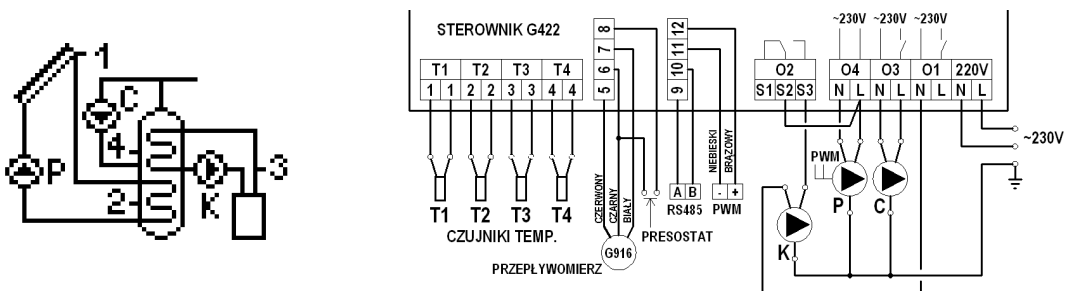 1
C
4
P
3
2
K
STEROWNIK G422
T1 T2 T3 T4
1 1 2 2 3 3 4 4
8
7
6
5
12
11
10
9
~230V ~230V ~230V
O2 O4 O3 O1 220V
S1 S2 S3 N L N L N L N L
~230V
NIEBIESKI
BRĄZOWY
CZERWONY
CZARNY
BIAŁY
PWM
A B - +
RS485 PWM
T1 T2 T3 T4
CZUJNIKI TEMP.
PRESOSTAT
P C
K
G916
PRZEPŁYWOMIERZ